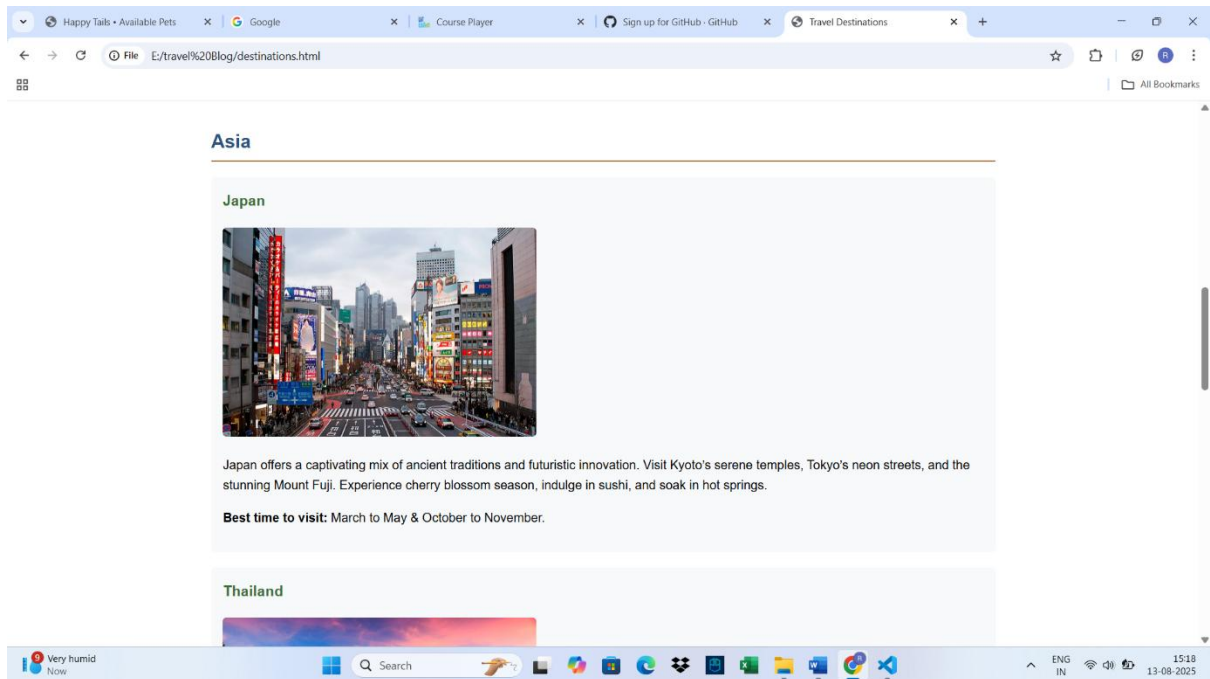 Happy Tails • Available Pets
Google
Course Player
Sign up for GitHub · GitHub
Travel Destinations
File E:/travel%20Blog/destinations.html
R
All Bookmarks
Asia
Japan
Japan offers a captivating mix of ancient traditions and futuristic innovation. Visit Kyoto's serene temples, Tokyo's neon streets, and the
stunning Mount Fuji. Experience cherry blossom season, indulge in sushi, and soak in hot springs.
Best time to visit: March to May & October to November.
Thailand
9 Very humid
Now
Search
ENG
IN
15:18
13-08-2025